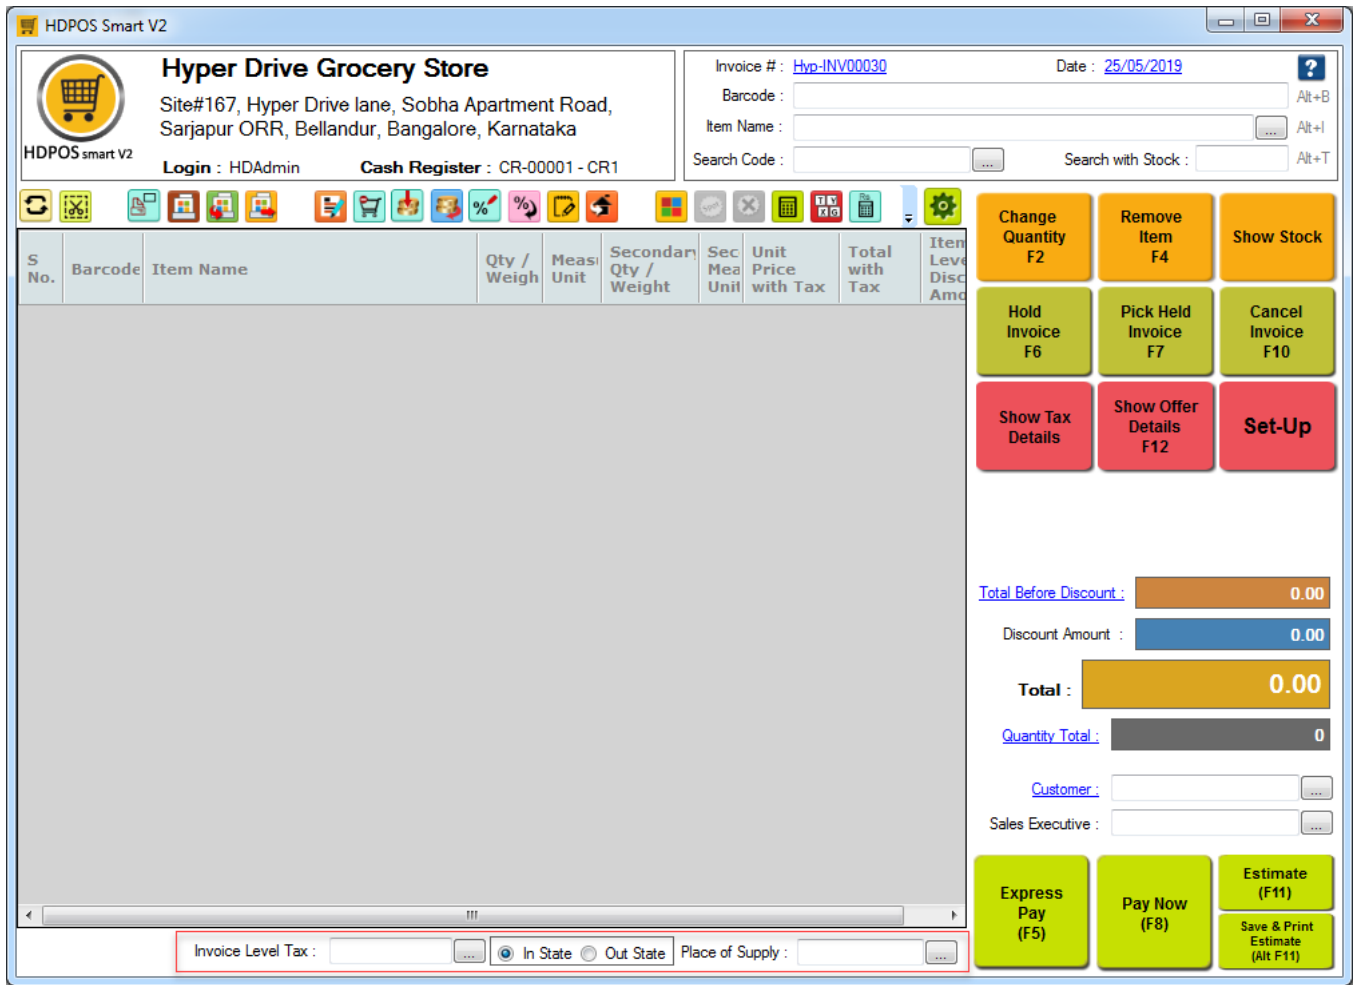 HDPOS Smart V2
Hyper Drive Grocery Store
Site#167, Hyper Drive lane, Sobha Apartment Road,
Sarjapur ORR, Bellandur, Bangalore, Karnataka
HDPOS smart V2
Login : HDAdmin Cash Register : CR-00001 - CR1
Invoice # : Hyp-INV00030 Date : 25/05/2019 ?
Barcode : Alt+B
Item Name : ... Alt+I
Search Code : ... Search with Stock : Alt+T
S No.
Barcode
Item Name
Qty / Weigh
Meas Unit
Secondary Qty / Weight
Sec Mea Unit
Unit Price with Tax
Total with Tax
Item Leve Disc Amo
Change Quantity F2
Remove Item F4
Show Stock
Hold Invoice F6
Pick Held Invoice F7
Cancel Invoice F10
Show Tax Details
Show Offer Details F12
Set-Up
Total Before Discount : 0.00
Discount Amount : 0.00
Total : 0.00
Quantity Total : 0
Customer : ...
Sales Executive : ...
Express Pay (F5)
Pay Now (F8)
Estimate (F11)
Save & Print Estimate (Alt F11)
Invoice Level Tax : ... In State Out State Place of Supply : ...